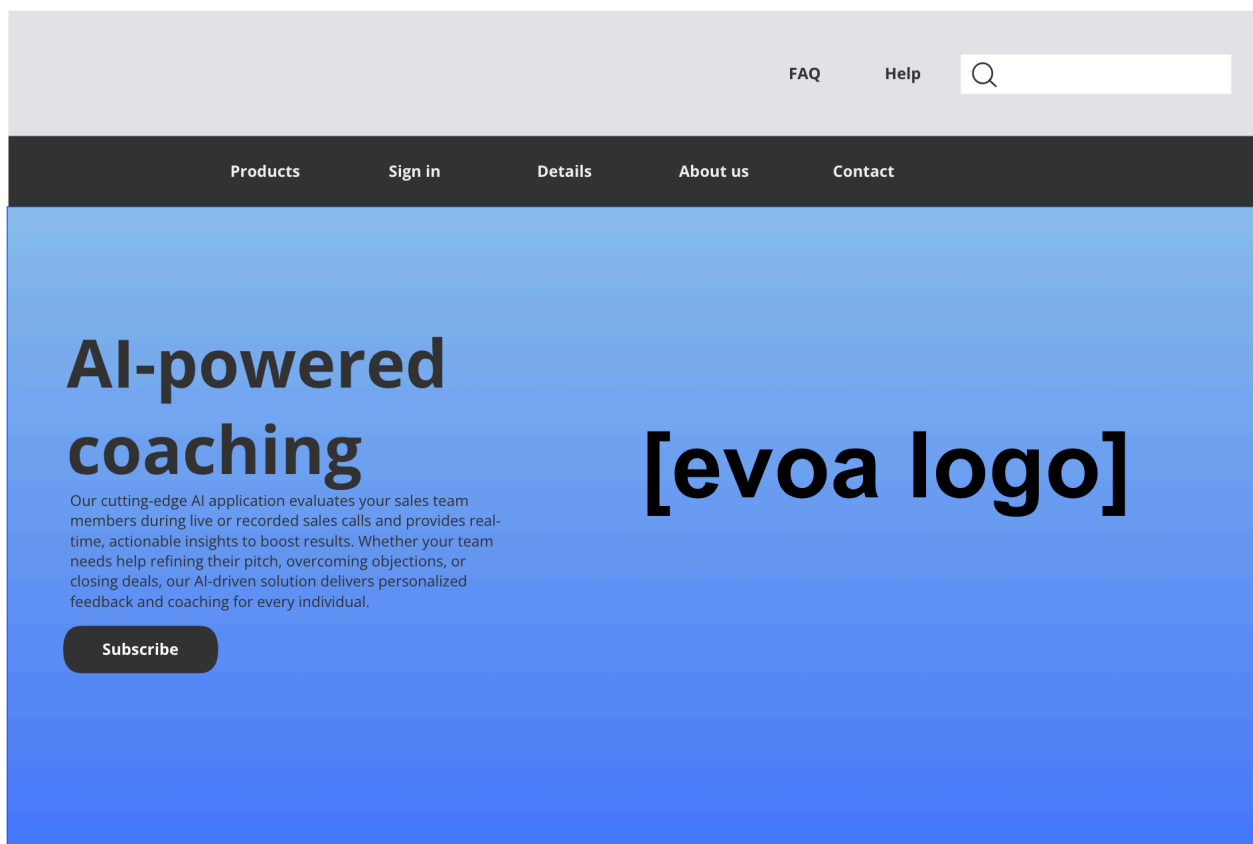 FAQ
Help
Products
Sign in
Details
About us
Contact
AI-powered
coaching
Our cutting-edge AI application evaluates your sales team
members during live or recorded sales calls and provides real-
time, actionable insights to boost results. Whether your team
needs help refining their pitch, overcoming objections, or
closing deals, our AI-driven solution delivers personalized
feedback and coaching for every individual.
Subscribe
[evoa logo]